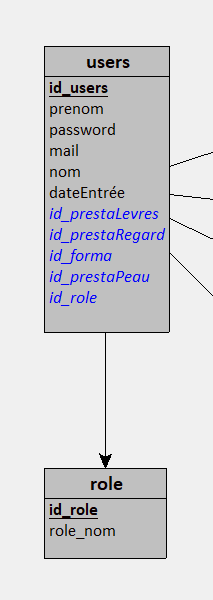 users
id_users
prenom
password
mail
nom
dateEntrée
id_prestaLevres
id_prestaRegard
id_forma
id_prestaPeau
id_role
role
id_role
role_nom